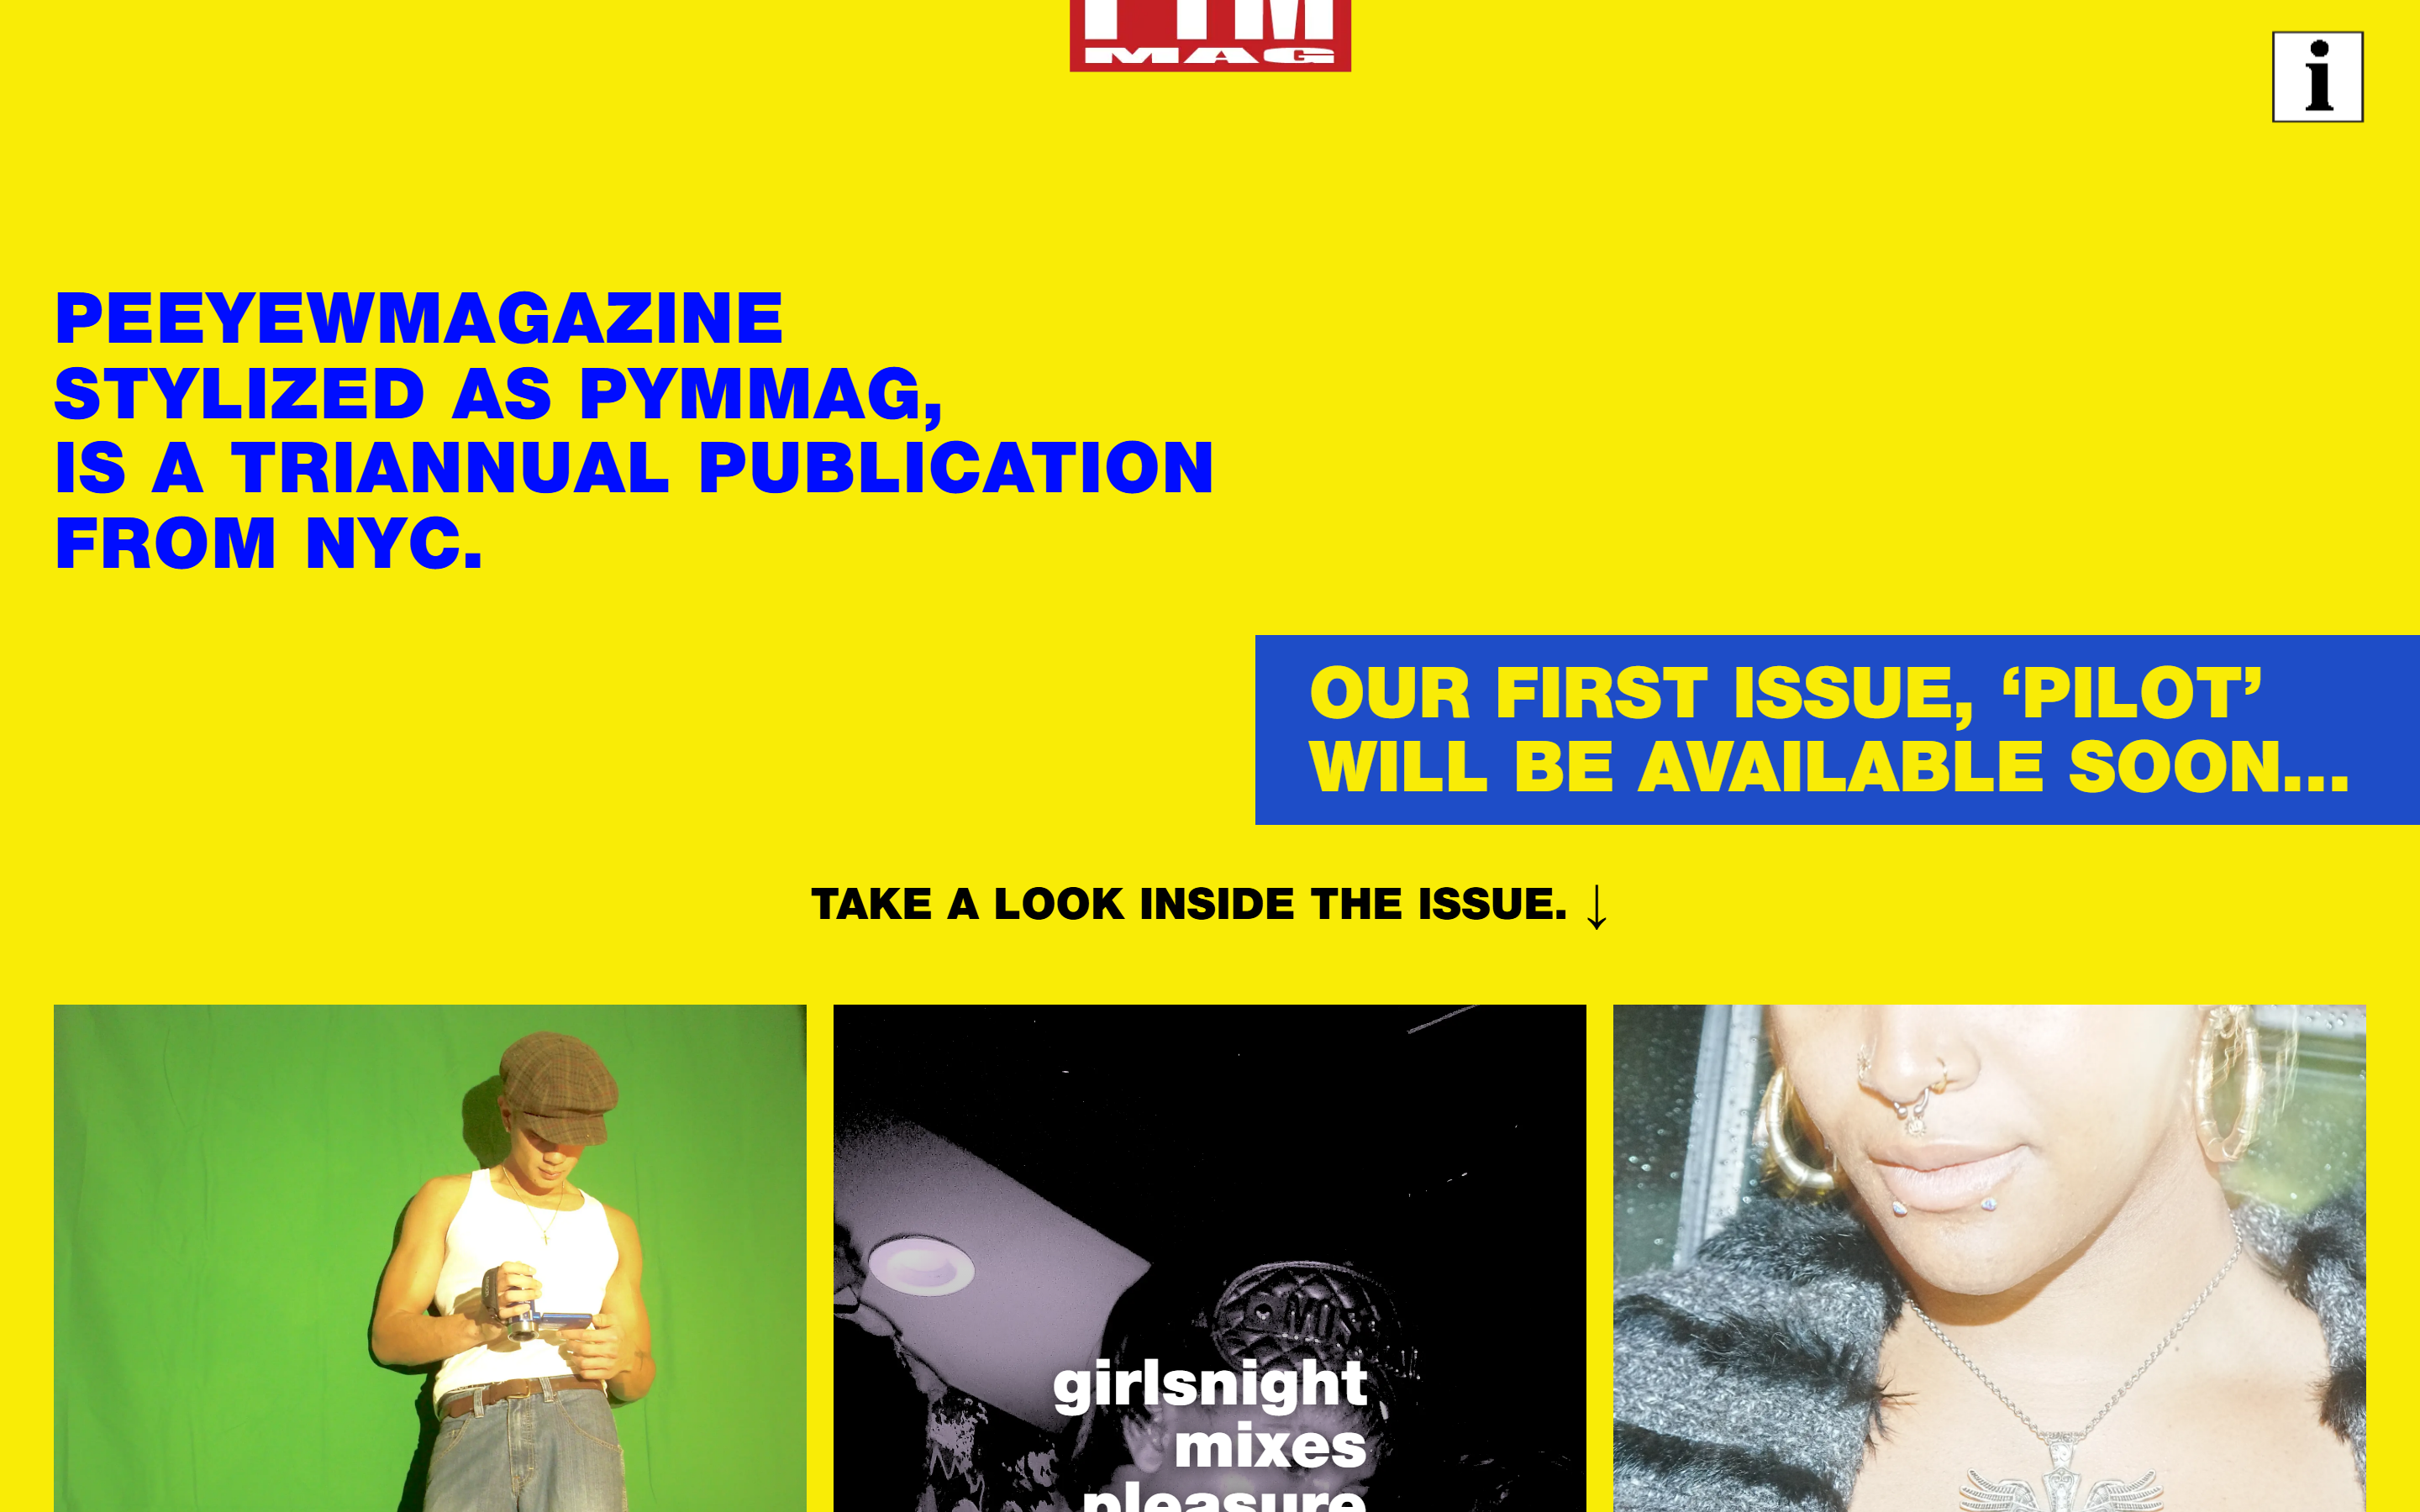 MAG
i
PEEYEWMAGAZINE
STYLIZED AS PYMMAG,
IS A TRIANNUAL PUBLICATION
FROM NYC.
OUR FIRST ISSUE, ‘PILOT’
WILL BE AVAILABLE SOON...
TAKE A LOOK INSIDE THE ISSUE. ↓
girlsnight
mixes
pleasure